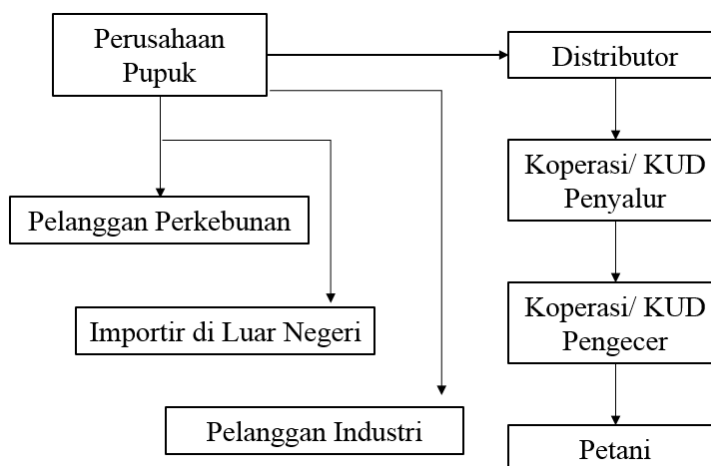 Perusahaan
Pupuk
Distributor
Koperasi/ KUD
Penyalur
Pelanggan Perkebunan
Koperasi/ KUD
Pengecer
Importir di Luar Negeri
Pelanggan Industri
Petani